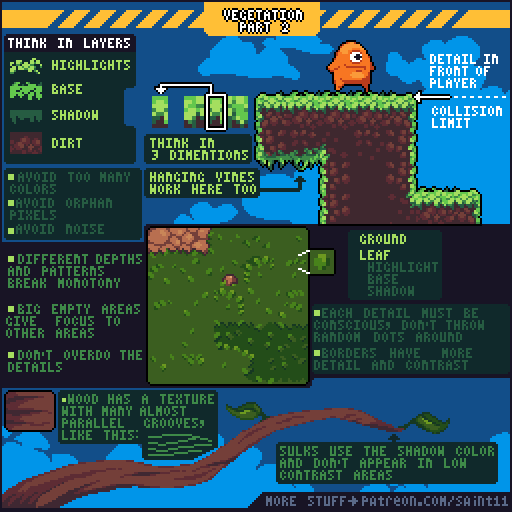 VEGETATION
PART 2
THINK IN LAYERS
HIGHLIGHTS
BASE
SHADOW
DIRT
DETAIL IN
FRONT OF
PLAYER
COLLISION
LIMIT
THINK IN
3 DIMENTIONS
HANGING VINES
WORK HERE TOO
AVOID TOO MANY
COLORS
AVOID ORPHAN
PIXELS
AVOID NOISE
DIFFERENT DEPTHS
AND PATTERNS
BREAK MONOTONY
BIG EMPTY AREAS
GIVE FOCUS TO
OTHER AREAS
DON'T OVERDO THE
DETAILS
GROUND
LEAF
HIGHLIGHT
BASE
SHADOW
EACH DETAIL MUST BE
CONSCIOUS, DON'T THROW
RANDOM DOTS AROUND
BORDERS HAVE MORE
DETAIL AND CONTRAST
WOOD HAS A TEXTURE
WITH MANY ALMOST
PARALLEL GROOVES,
LIKE THIS:
SULKS USE THE SHADOW COLOR
AND DON'T APPEAR IN LOW
CONTRAST AREAS
MORE STUFF→PATREON.COM/SAINT11